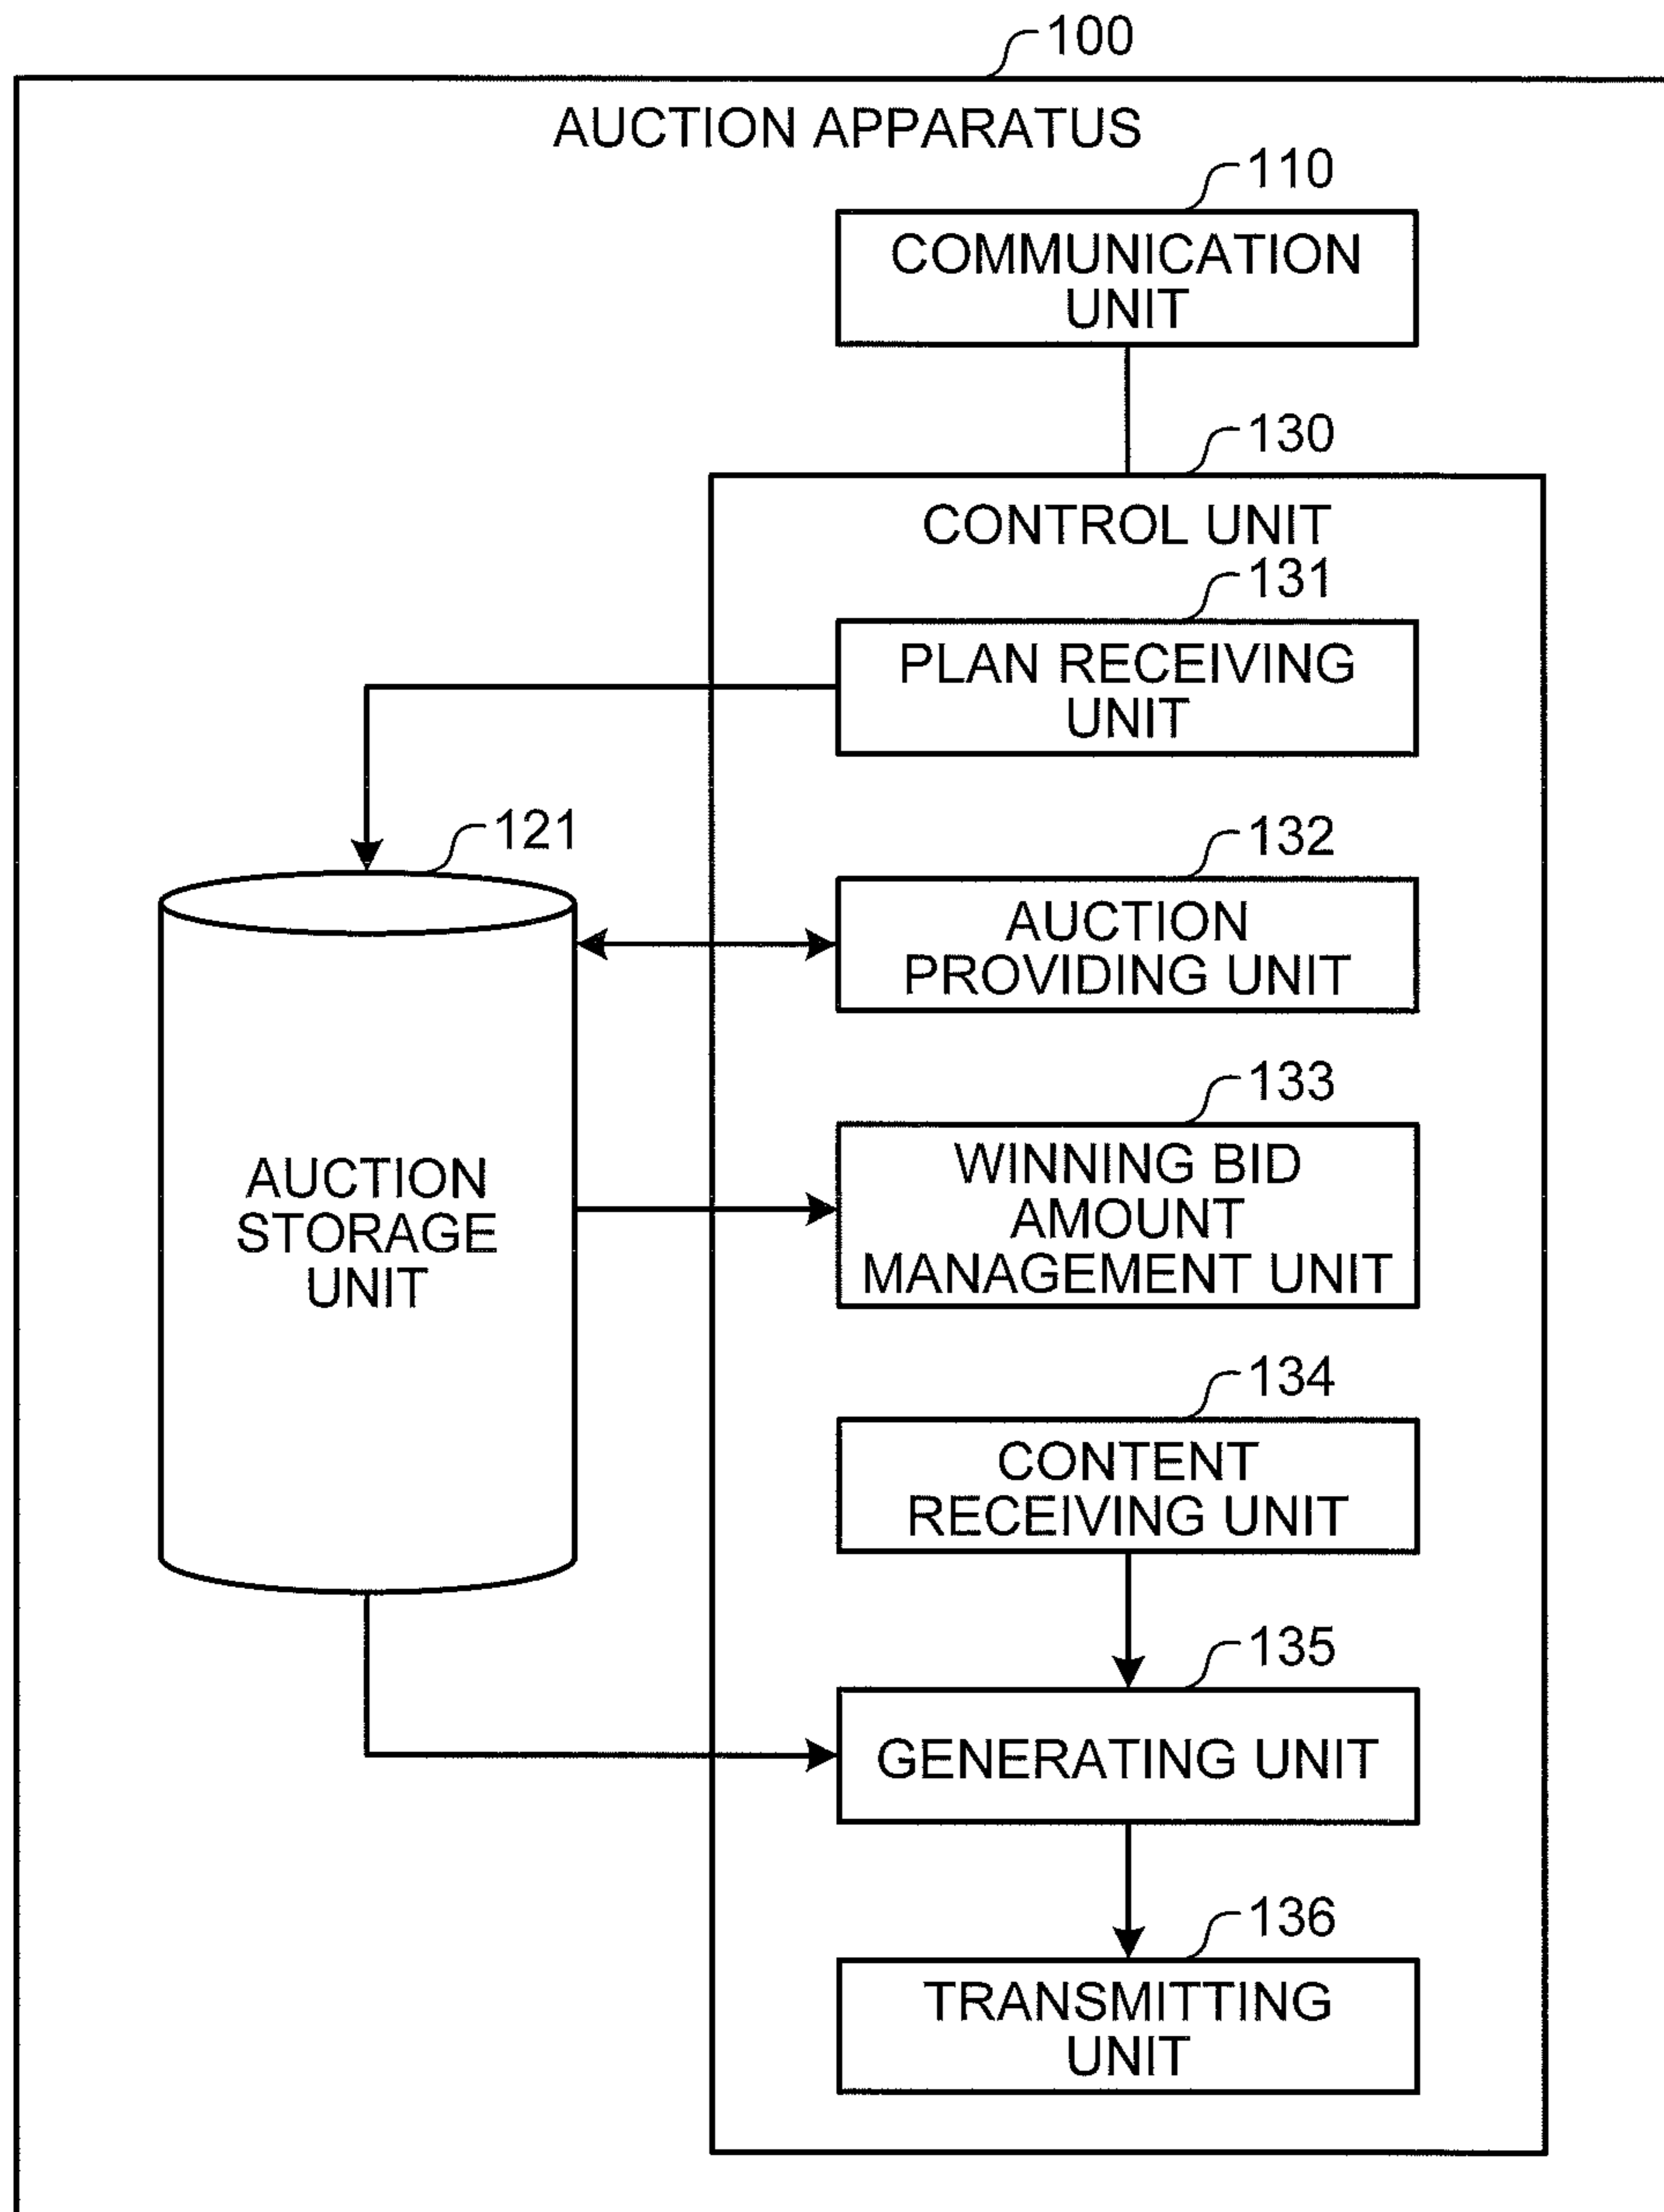 100
AUCTION APPARATUS
110
COMMUNICATION
UNIT
130
CONTROL UNIT
131
PLAN RECEIVING
UNIT
121
AUCTION
STORAGE
UNIT
132
AUCTION
PROVIDING UNIT
133
WINNING BID
AMOUNT
MANAGEMENT UNIT
134
CONTENT
RECEIVING UNIT
135
GENERATING UNIT
136
TRANSMITTING
UNIT